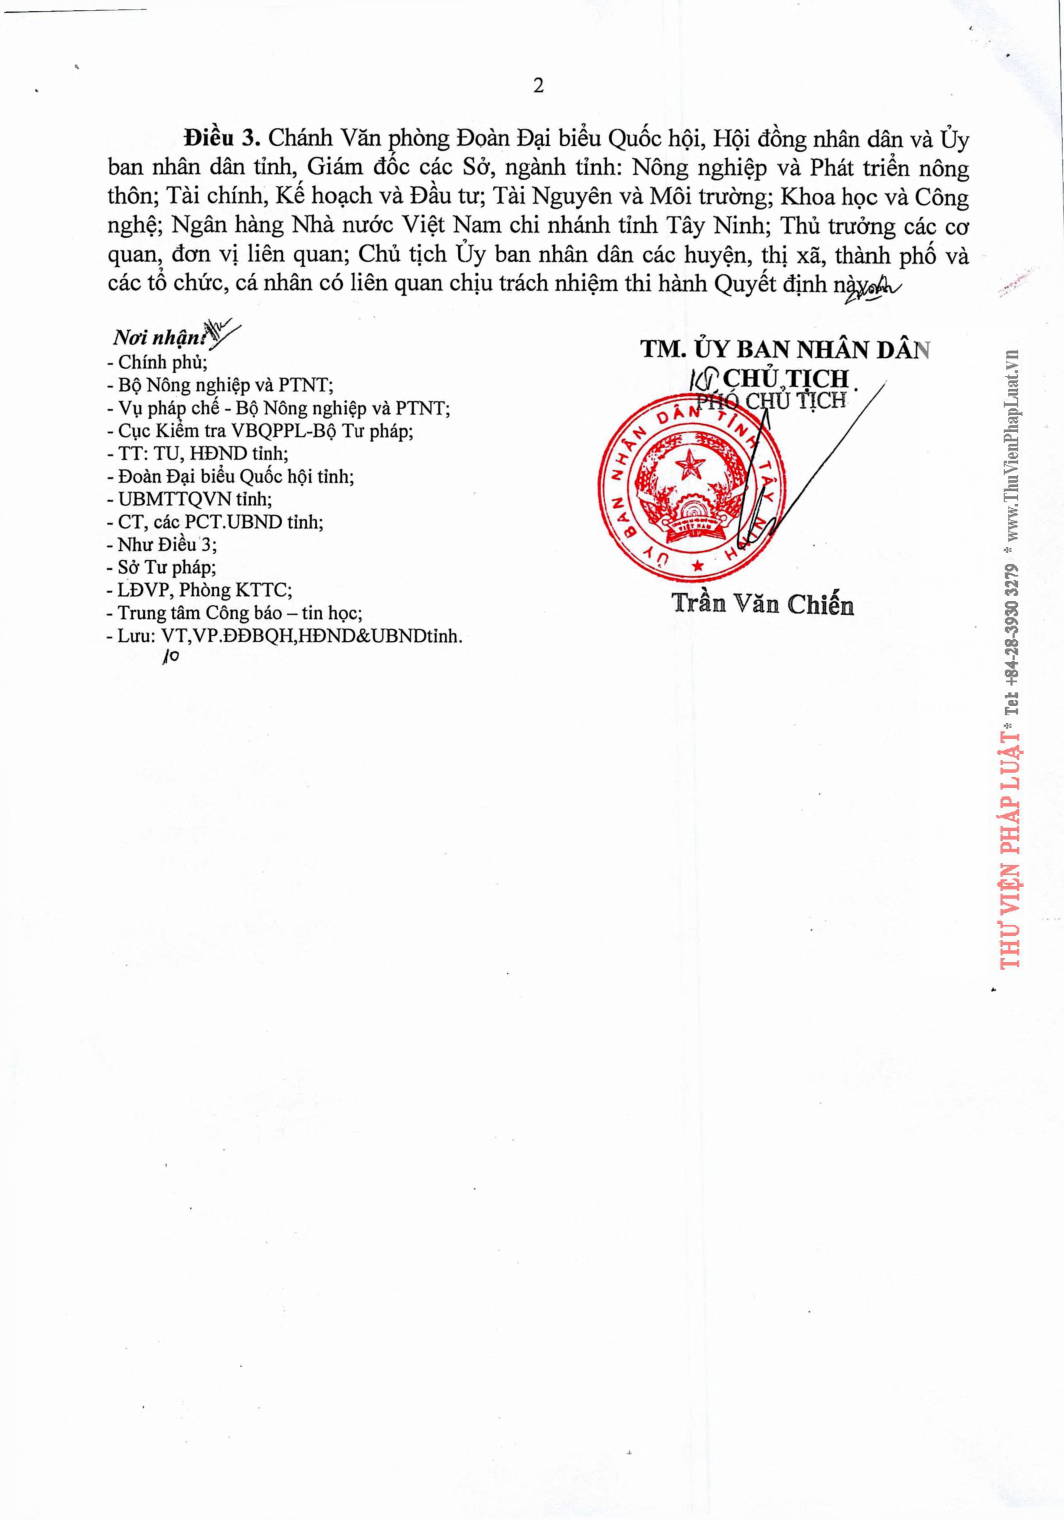 2
Điều 3. Chánh Văn phòng Đoàn Đại biểu Quốc hội, Hội đồng nhân dân và Ủy
ban nhân dân tỉnh, Giám đốc các Sở, ngành tỉnh: Nông nghiệp và Phát triển nông
thôn; Tài chính, Kế hoạch và Đầu tư; Tài Nguyên và Môi trường; Khoa học và Công
nghệ; Ngân hàng Nhà nước Việt Nam chi nhánh tỉnh Tây Ninh; Thủ trưởng các cơ
quan, đơn vị liên quan; Chủ tịch Ủy ban nhân dân các huyện, thị xã, thành phố và
các tổ chức, cá nhân có liên quan chịu trách nhiệm thi hành Quyết định này
Nơi nhận:
- Chính phủ;
- Bộ Nông nghiệp và PTNT;
- Vụ pháp chế - Bộ Nông nghiệp và PTNT;
- Cục Kiểm tra VBQPPL-Bộ Tư pháp;
- TT: TU, HĐND tỉnh;
- Đoàn Đại biểu Quốc hội tỉnh;
- UBMTTQVN tỉnh;
- CT, các PCT.UBND tỉnh;
- Như Điều 3;
- Sở Tư pháp;
- LĐVP, Phòng KTTC;
- Trung tâm Công báo – tin học;
- Lưu: VT,VP.ĐĐBQH,HĐND&UBNDtỉnh.
10
TM. ỦY BAN NHÂN DÂN
KT CHỦ TỊCH
PHÓ CHỦ TỊCH
ỦY BAN NHÂN DÂN TỈNH TÂY NINH
VIỆT NAM
Trần Văn Chiến
THƯ VIỆN PHÁP LUẬT * Tel: +84-28-3930 3279 * www.ThuVienPhapLuat.vn